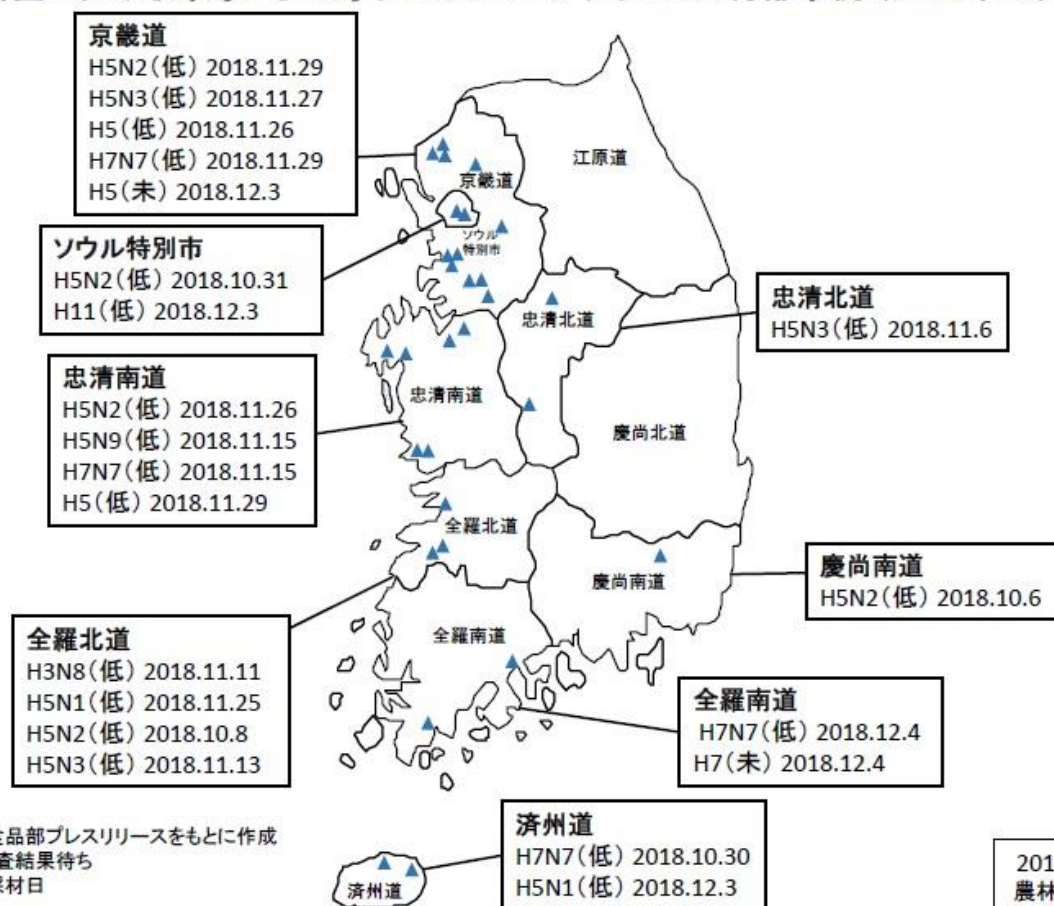 京畿道
H5N2(低) 2018.11.29
H5N3(低) 2018.11.27
H5(低) 2018.11.26
H7N7(低) 2018.11.29
H5(未) 2018.12.3
江原道
京畿道
ソウル特別市
H5N2(低) 2018.10.31
H11(低) 2018.12.3
ソウル
特別市
忠清北道
H5N3(低) 2018.11.6
忠清北道
忠清南道
H5N2(低) 2018.11.26
H5N9(低) 2018.11.15
H7N7(低) 2018.11.15
H5(低) 2018.11.29
忠清南道
慶尚北道
全羅北道
慶尚南道
慶尚南道
H5N2(低) 2018.10.6
全羅北道
H3N8(低) 2018.11.11
H5N1(低) 2018.11.25
H5N2(低) 2018.10.8
H5N3(低) 2018.11.13
全羅南道
全羅南道
H7N7(低) 2018.12.4
H7(未) 2018.12.4
品部プレスリリースをもとに作成
査結果待ち
材日
済州道
H7N7(低) 2018.10.30
H5N1(低) 2018.12.3
済州道
201
農林